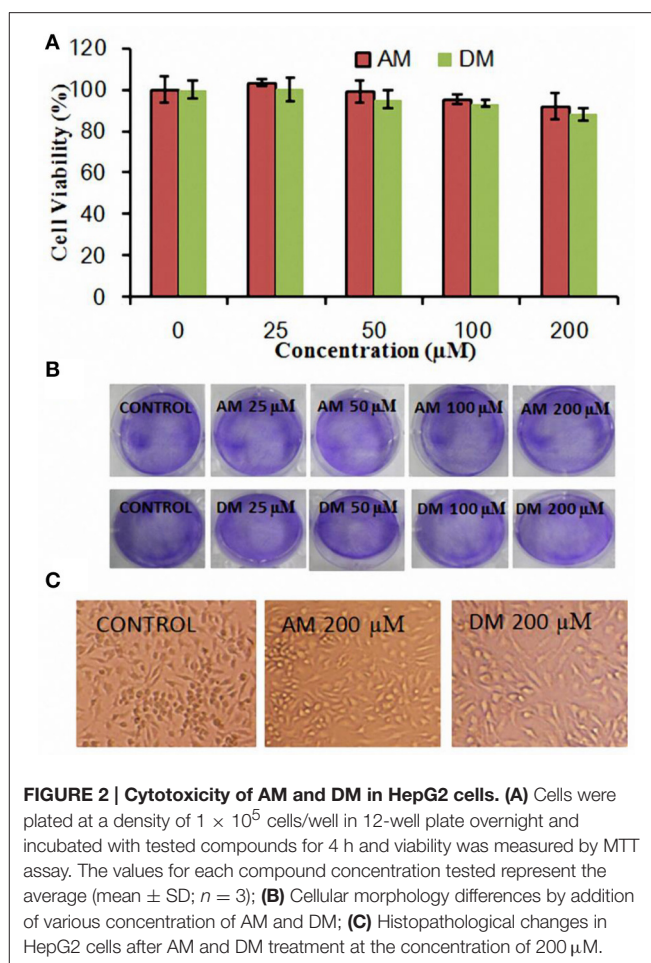 A
120
100
80
60
40
20
0
Cell Viability (%)
AM DM
0 25 50 100 200
Concentration (µM)
B
CONTROL AM 25 µM AM 50 µM AM 100 µM AM 200 µM
CONTROL DM 25 µM DM 50 µM DM 100 µM DM 200 µM
C
CONTROL AM 200 µM DM 200 µM
FIGURE 2 | Cytotoxicity of AM and DM in HepG2 cells. (A) Cells were
plated at a density of 1 × 10⁵ cells/well in 12-well plate overnight and
incubated with tested compounds for 4 h and viability was measured by MTT
assay. The values for each compound concentration tested represent the
average (mean ± SD; n = 3); (B) Cellular morphology differences by addition
of various concentration of AM and DM; (C) Histopathological changes in
HepG2 cells after AM and DM treatment at the concentration of 200 µM.